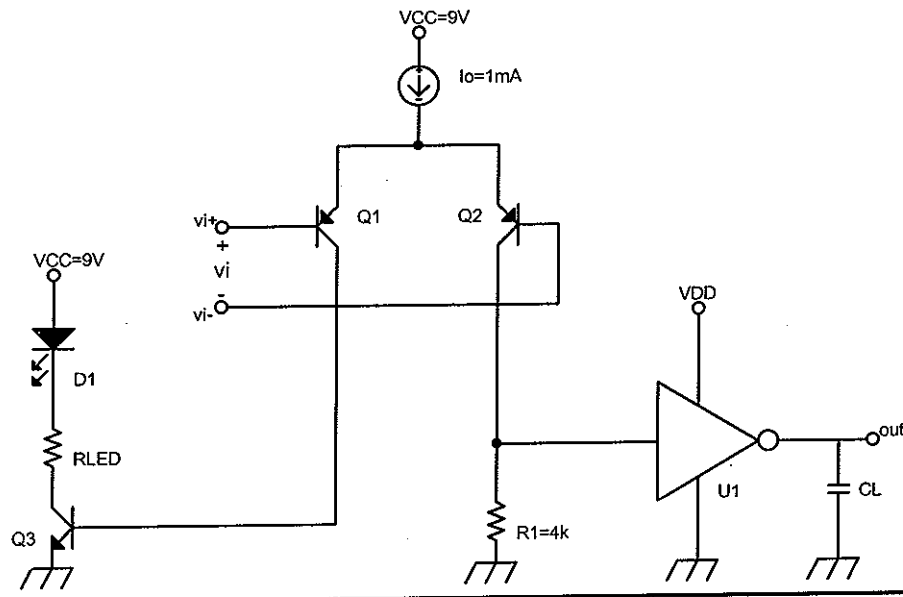 VCC=9V
Io=1mA
Q1
Q2
vi+
+
vi
-
vi-
VCC=9V
D1
RLED
Q3
VDD
U1
out
CL
R1=4k